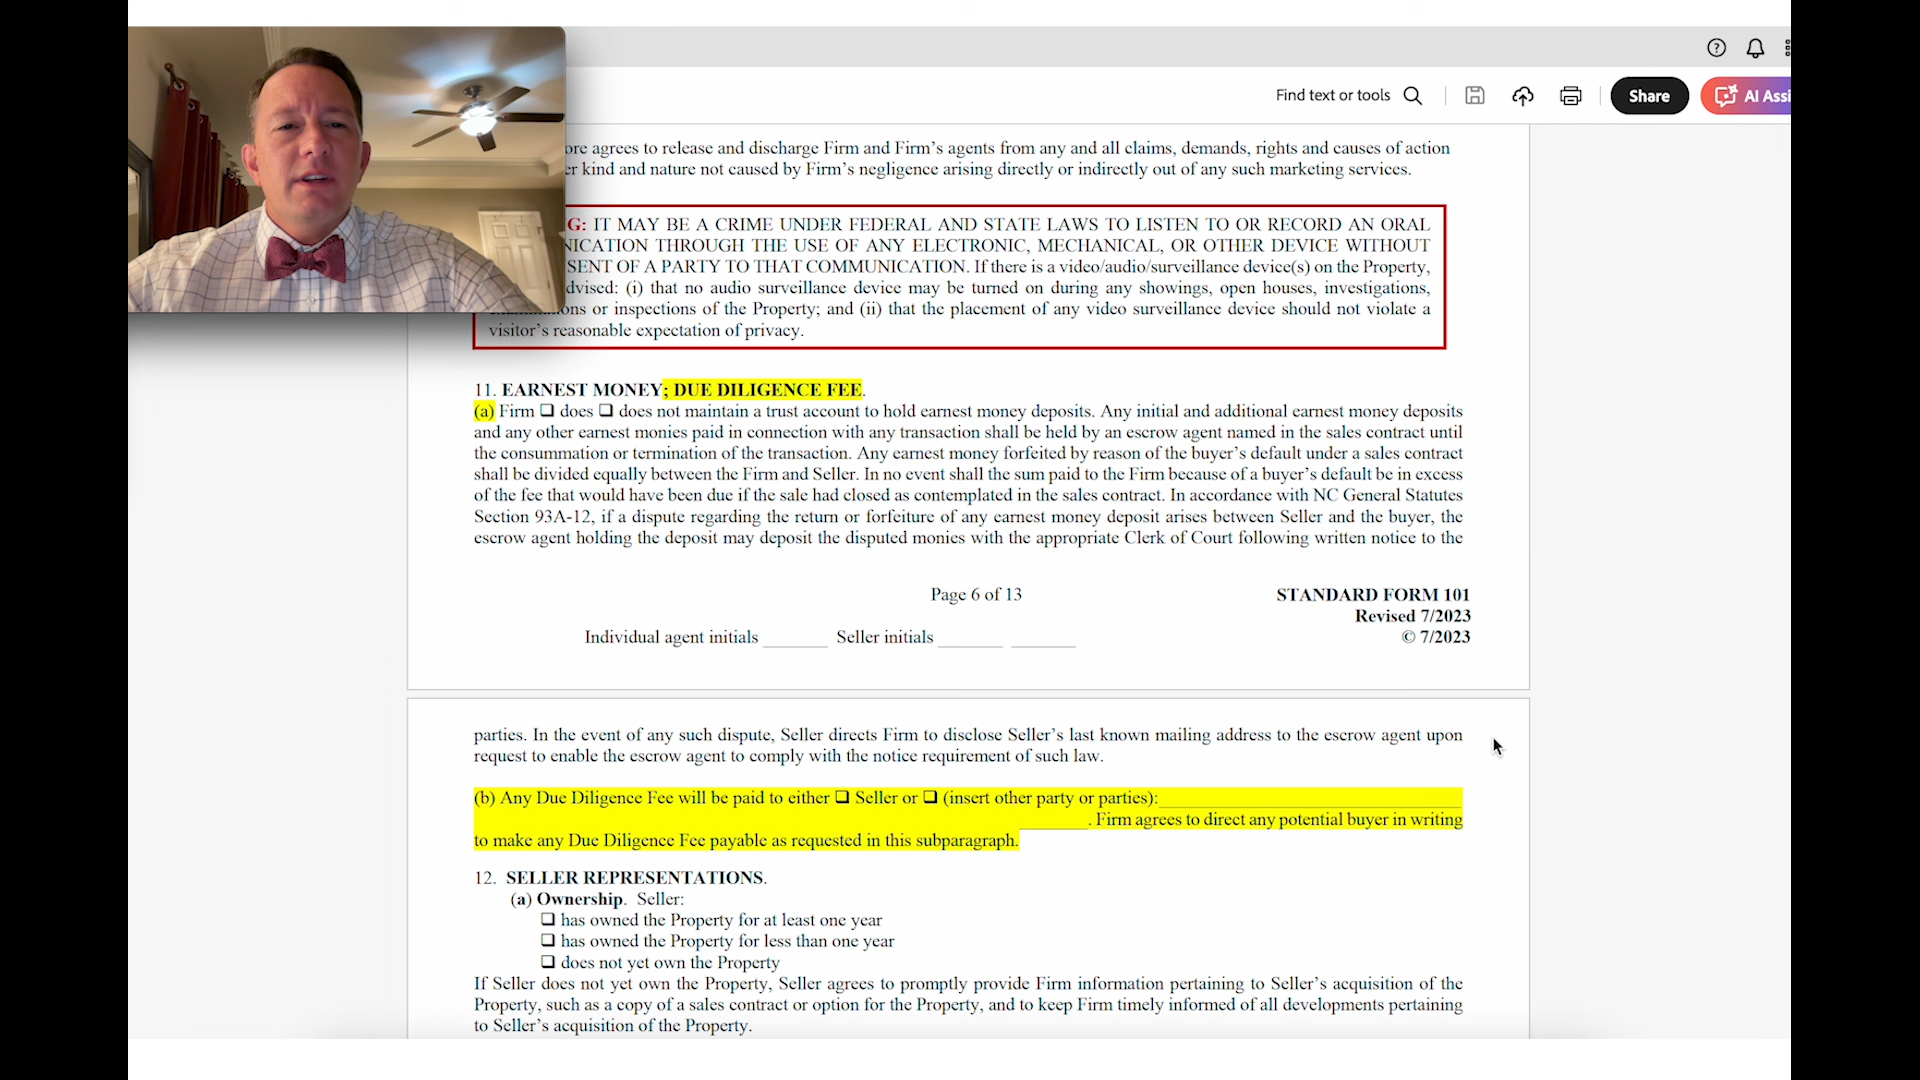 Find text or tools
Share
AI Assi
ore agrees to release and discharge Firm and Firm's agents from any and all claims, demands, rights and causes of action
er kind and nature not caused by Firm's negligence arising directly or indirectly out of any such marketing services.
G: IT MAY BE A CRIME UNDER FEDERAL AND STATE LAWS TO LISTEN TO OR RECORD AN ORAL
NICATION THROUGH THE USE OF ANY ELECTRONIC, MECHANICAL, OR OTHER DEVICE WITHOUT
SENT OF A PARTY TO THAT COMMUNICATION. If there is a video/audio/surveillance device(s) on the Property,
dvised: (i) that no audio surveillance device may be turned on during any showings, open houses, investigations,
ons or inspections of the Property; and (ii) that the placement of any video surveillance device should not violate a
visitor's reasonable expectation of privacy.
11. EARNEST MONEY; DUE DILIGENCE FEE.
(a) Firm ❑ does ❑ does not maintain a trust account to hold earnest money deposits. Any initial and additional earnest money deposits
and any other earnest monies paid in connection with any transaction shall be held by an escrow agent named in the sales contract until
the consummation or termination of the transaction. Any earnest money forfeited by reason of the buyer's default under a sales contract
shall be divided equally between the Firm and Seller. In no event shall the sum paid to the Firm because of a buyer's default be in excess
of the fee that would have been due if the sale had closed as contemplated in the sales contract. In accordance with NC General Statutes
Section 93A-12, if a dispute regarding the return or forfeiture of any earnest money deposit arises between Seller and the buyer, the
escrow agent holding the deposit may deposit the disputed monies with the appropriate Clerk of Court following written notice to the
Page 6 of 13
STANDARD FORM 101
Revised 7/2023
© 7/2023
Individual agent initials _______ Seller initials _______ _______
parties. In the event of any such dispute, Seller directs Firm to disclose Seller's last known mailing address to the escrow agent upon
request to enable the escrow agent to comply with the notice requirement of such law.
(b) Any Due Diligence Fee will be paid to either ❑ Seller or ❑ (insert other party or parties):________________________________
_______. Firm agrees to direct any potential buyer in writing
to make any Due Diligence Fee payable as requested in this subparagraph.
12. SELLER REPRESENTATIONS.
(a) Ownership. Seller:
❑ has owned the Property for at least one year
❑ has owned the Property for less than one year
❑ does not yet own the Property
If Seller does not yet own the Property, Seller agrees to promptly provide Firm information pertaining to Seller's acquisition of the
Property, such as a copy of a sales contract or option for the Property, and to keep Firm timely informed of all developments pertaining
to Seller's acquisition of the Property.